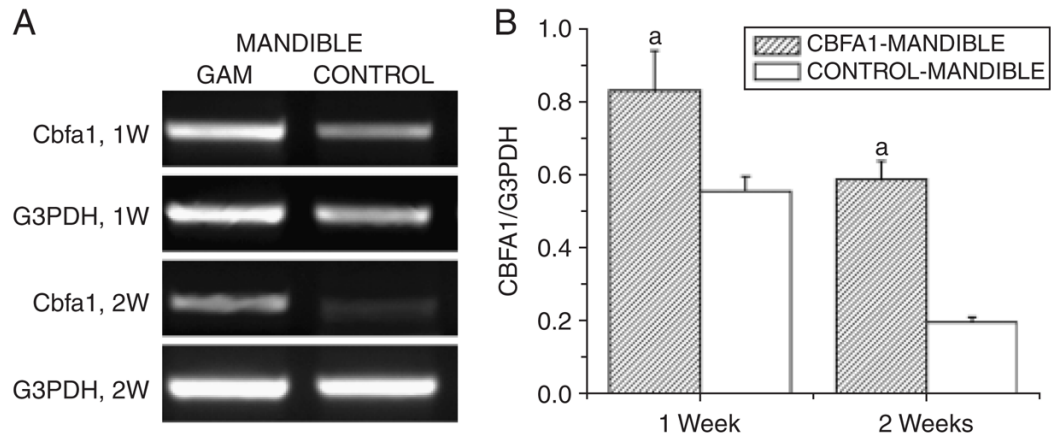 A
MANDIBLE
GAM CONTROL
Cbfa1, 1W
G3PDH, 1W
Cbfa1, 2W
G3PDH, 2W
B
CBFA1/G3PDH
1.0
0.8
0.6
0.4
0.2
0.0
a
a
CBFA1-MANDIBLE
CONTROL-MANDIBLE
1 Week 2 Weeks